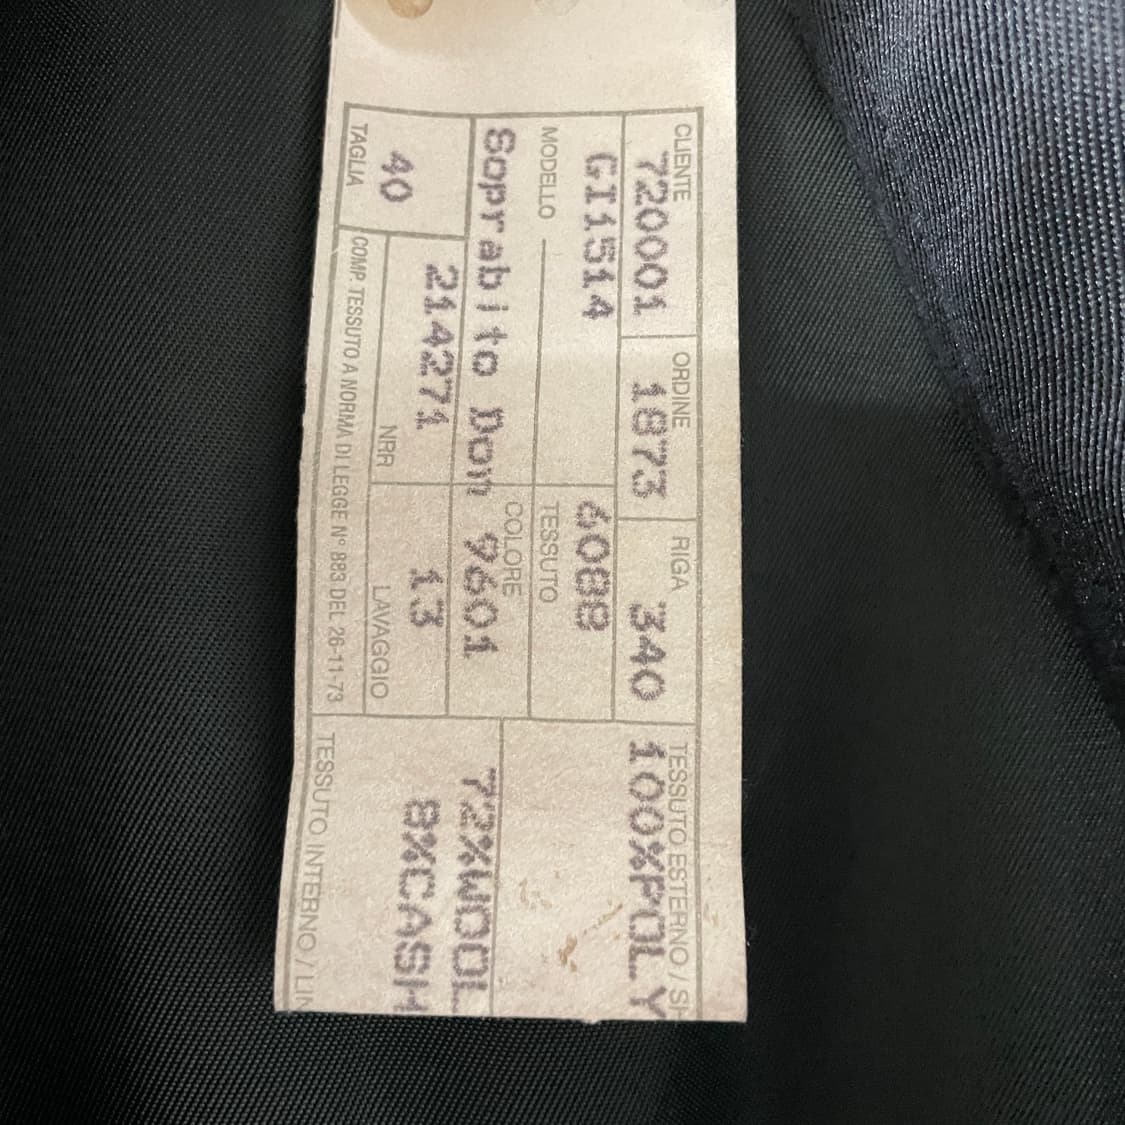 CLIENTE ORDINE RIGA TESSUTO ESTERNO / SH
720001 1873 340 100%POLY
GI1514 6088
MODELLO TESSUTO
Soprabito Don 9601 72%WOOL
COLORE
214271 13 8%CASH
40
NRR LAVAGGIO
TAGLIA COMP. TESSUTO A NORMA DI LEGGE N° 883 DEL 26-11-73 TESSUTO INTERNO / LIN